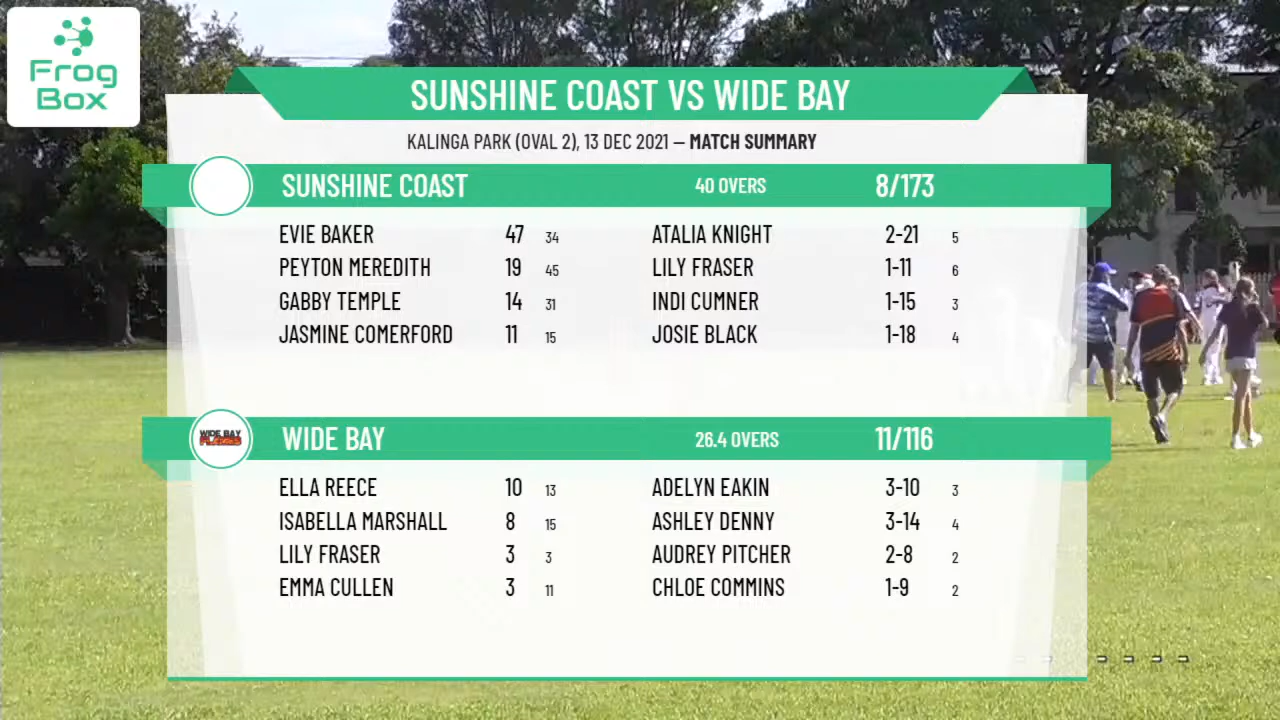 Frog
Box
SUNSHINE COAST VS WIDE BAY
KALINGA PARK (OVAL 2), 13 DEC 2021 – MATCH SUMMARY
SUNSHINE COAST 40 OVERS 8/173
EVIE BAKER 47 34 ATALIA KNIGHT 2-21 5
PEYTON MEREDITH 19 45 LILY FRASER 1-11 6
GABBY TEMPLE 14 31 INDI CUMNER 1-15 3
JASMINE COMERFORD 11 15 JOSIE BLACK 1-18 4
WIDE BAY FLAMES WIDE BAY 26.4 OVERS 11/116
ELLA REECE 10 13 ADELYN EAKIN 3-10 3
ISABELLA MARSHALL 8 15 ASHLEY DENNY 3-14 4
LILY FRASER 3 3 AUDREY PITCHER 2-8 2
EMMA CULLEN 3 11 CHLOE COMMINS 1-9 2